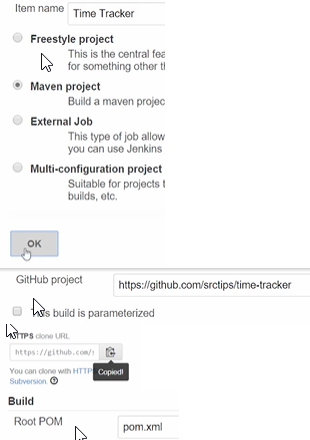 Item name Time Tracker
Freestyle project
This is the central fea
for something other t
Maven project
Build a maven projec
External Job
This type of job allow
you can use Jenkins
Multi-configuration project
Suitable for projects t
builds, etc.
OK
GitHub project https://github.com/srctips/time-tracker
This build is parameterized
HTTPS clone URL
https://github.com/s
Copied!
You can clone with HTTP
Subversion.
Build
Root POM pom.xml